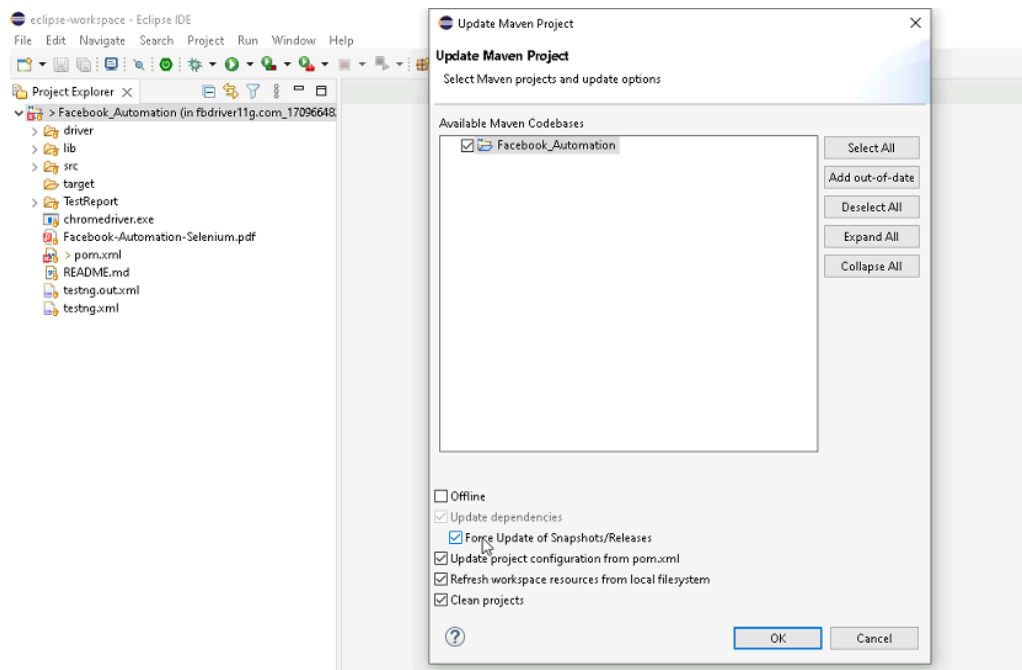 eclipse-workspace - Eclipse IDE
File Edit Navigate Search Project Run Window Help
Project Explorer
> Facebook_Automation (in fbdriver11g.com_17096648
driver
lib
src
target
TestReport
chromedriver.exe
Facebook-Automation-Selenium.pdf
> pom.xml
README.md
testng.out.xml
testng.xml
Update Maven Project
Update Maven Project
Select Maven projects and update options
Available Maven Codebases
Facebook_Automation
Select All
Add out-of-date
Deselect All
Expand All
Collapse All
Offline
Update dependencies
Force Update of Snapshots/Releases
Update project configuration from pom.xml
Refresh workspace resources from local filesystem
Clean projects
OK
Cancel